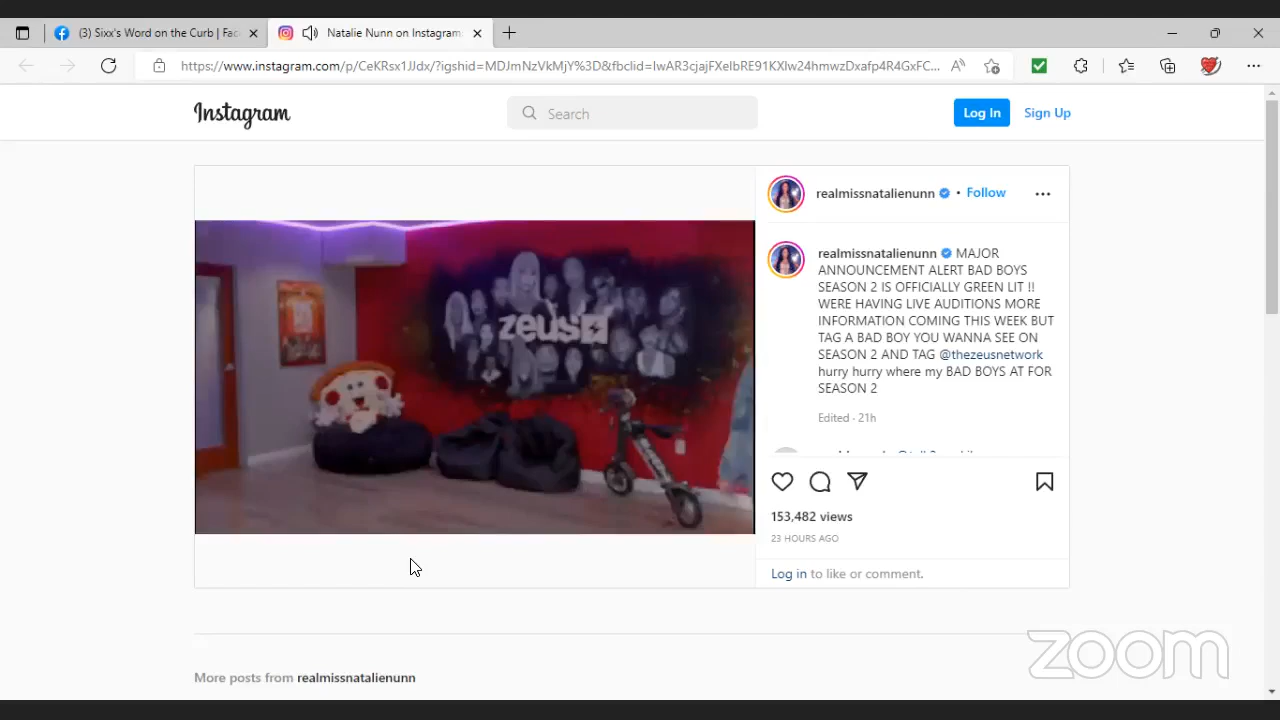 (3) Sixx's Word on the Curb | Fac
Natalie Nunn on Instagram
https://www.instagram.com/p/CeKRsx1JJdx/?igshid=MDJmNzVkMjY%3D&fbclid=IwAR3cjajFXeIbRE91KXlw24hmwzDxafp4R4GxFC...
Instagram
Search
Log In
Sign Up
zeus
realmissnatalienunn • Follow
realmissnatalienunn MAJOR
ANNOUNCEMENT ALERT BAD BOYS
SEASON 2 IS OFFICIALLY GREEN LIT !!
WERE HAVING LIVE AUDITIONS MORE
INFORMATION COMING THIS WEEK BUT
TAG A BAD BOY YOU WANNA SEE ON
SEASON 2 AND TAG @thezeusnetwork
hurry hurry where my BAD BOYS AT FOR
SEASON 2
Edited · 21h
153,482 views
23 HOURS AGO
Log in to like or comment.
zoom
More posts from realmissnatalienunn